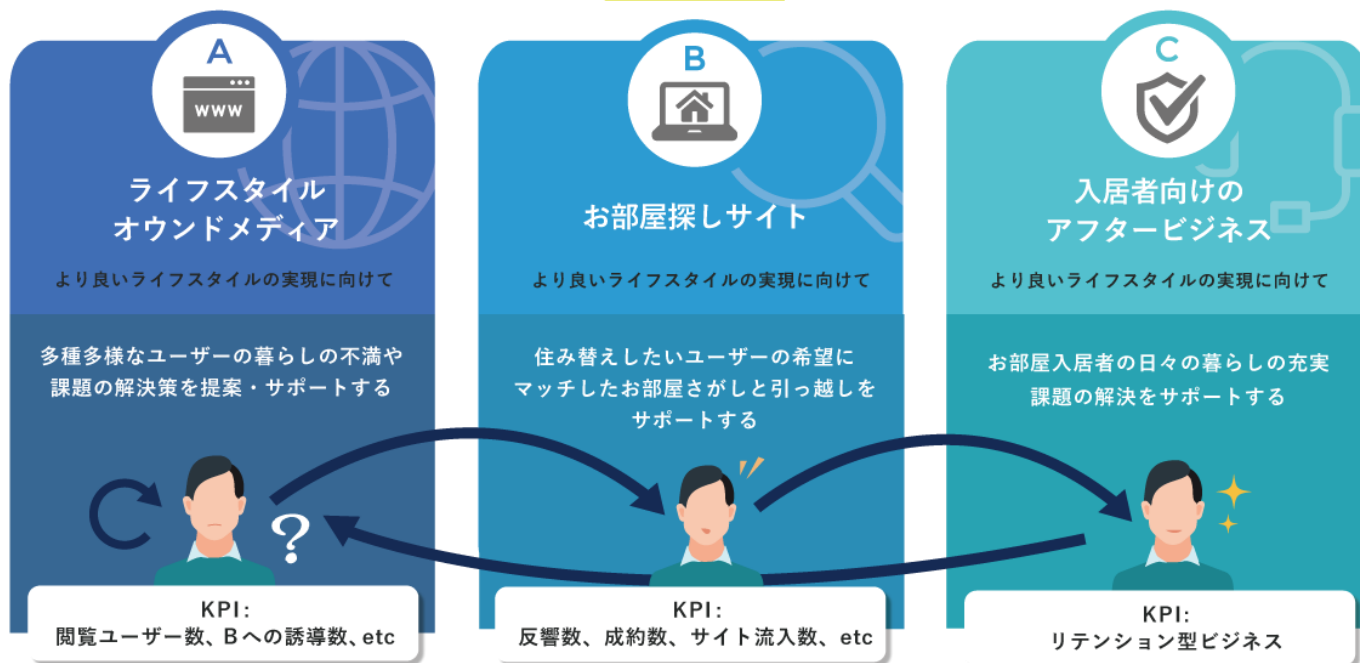 A
WWW
ライフスタイル
オウンドメディア
より良いライフスタイルの実現に向けて
多種多様なユーザーの暮らしの不満や
課題の解決策を提案・サポートする
?
KPI:
閲覧ユーザー数、Bへの誘導数、etc
B
お部屋探しサイト
より良いライフスタイルの実現に向けて
住み替えしたいユーザーの希望に
マッチしたお部屋さがしと引っ越しを
サポートする
KPI:
反響数、成約数、サイト流入数、etc
C
入居者向けの
アフタービジネス
より良いライフスタイルの実現に向けて
お部屋入居者の日々の暮らしの充実
課題の解決をサポートする
KPI:
リテンション型ビジネス